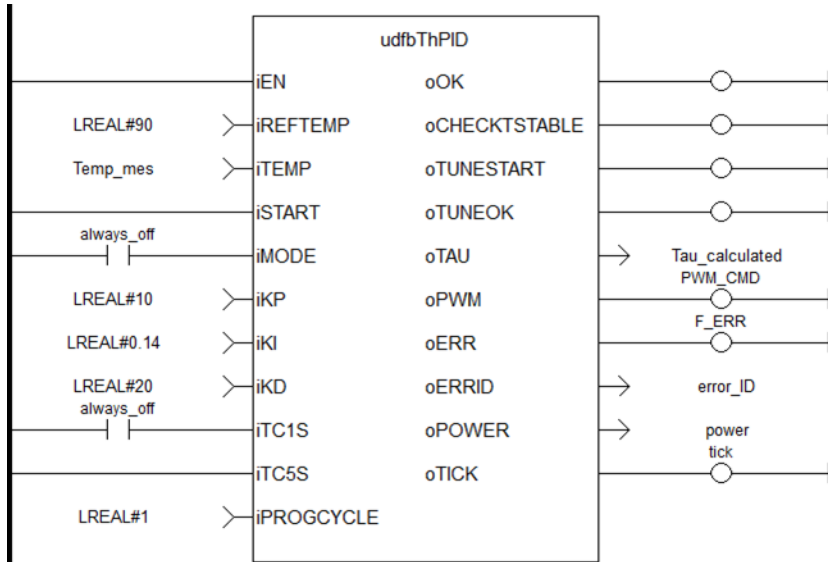 udfbThPID
iEN oOK
LREAL#90 iREFTEMP oCHECKTSTABLE
Temp_mes iTEMP oTUNESTART
iSTART oTUNEOK
always_off
iMODE oTAU Tau_calculated
PWM_CMD
LREAL#10 iKP oPWM
F_ERR
LREAL#0.14 iKI oERR
LREAL#20 iKD oERRID error_ID
always_off
iTC1S oPOWER power
tick
iTC5S oTICK
LREAL#1 iPROGCYCLE